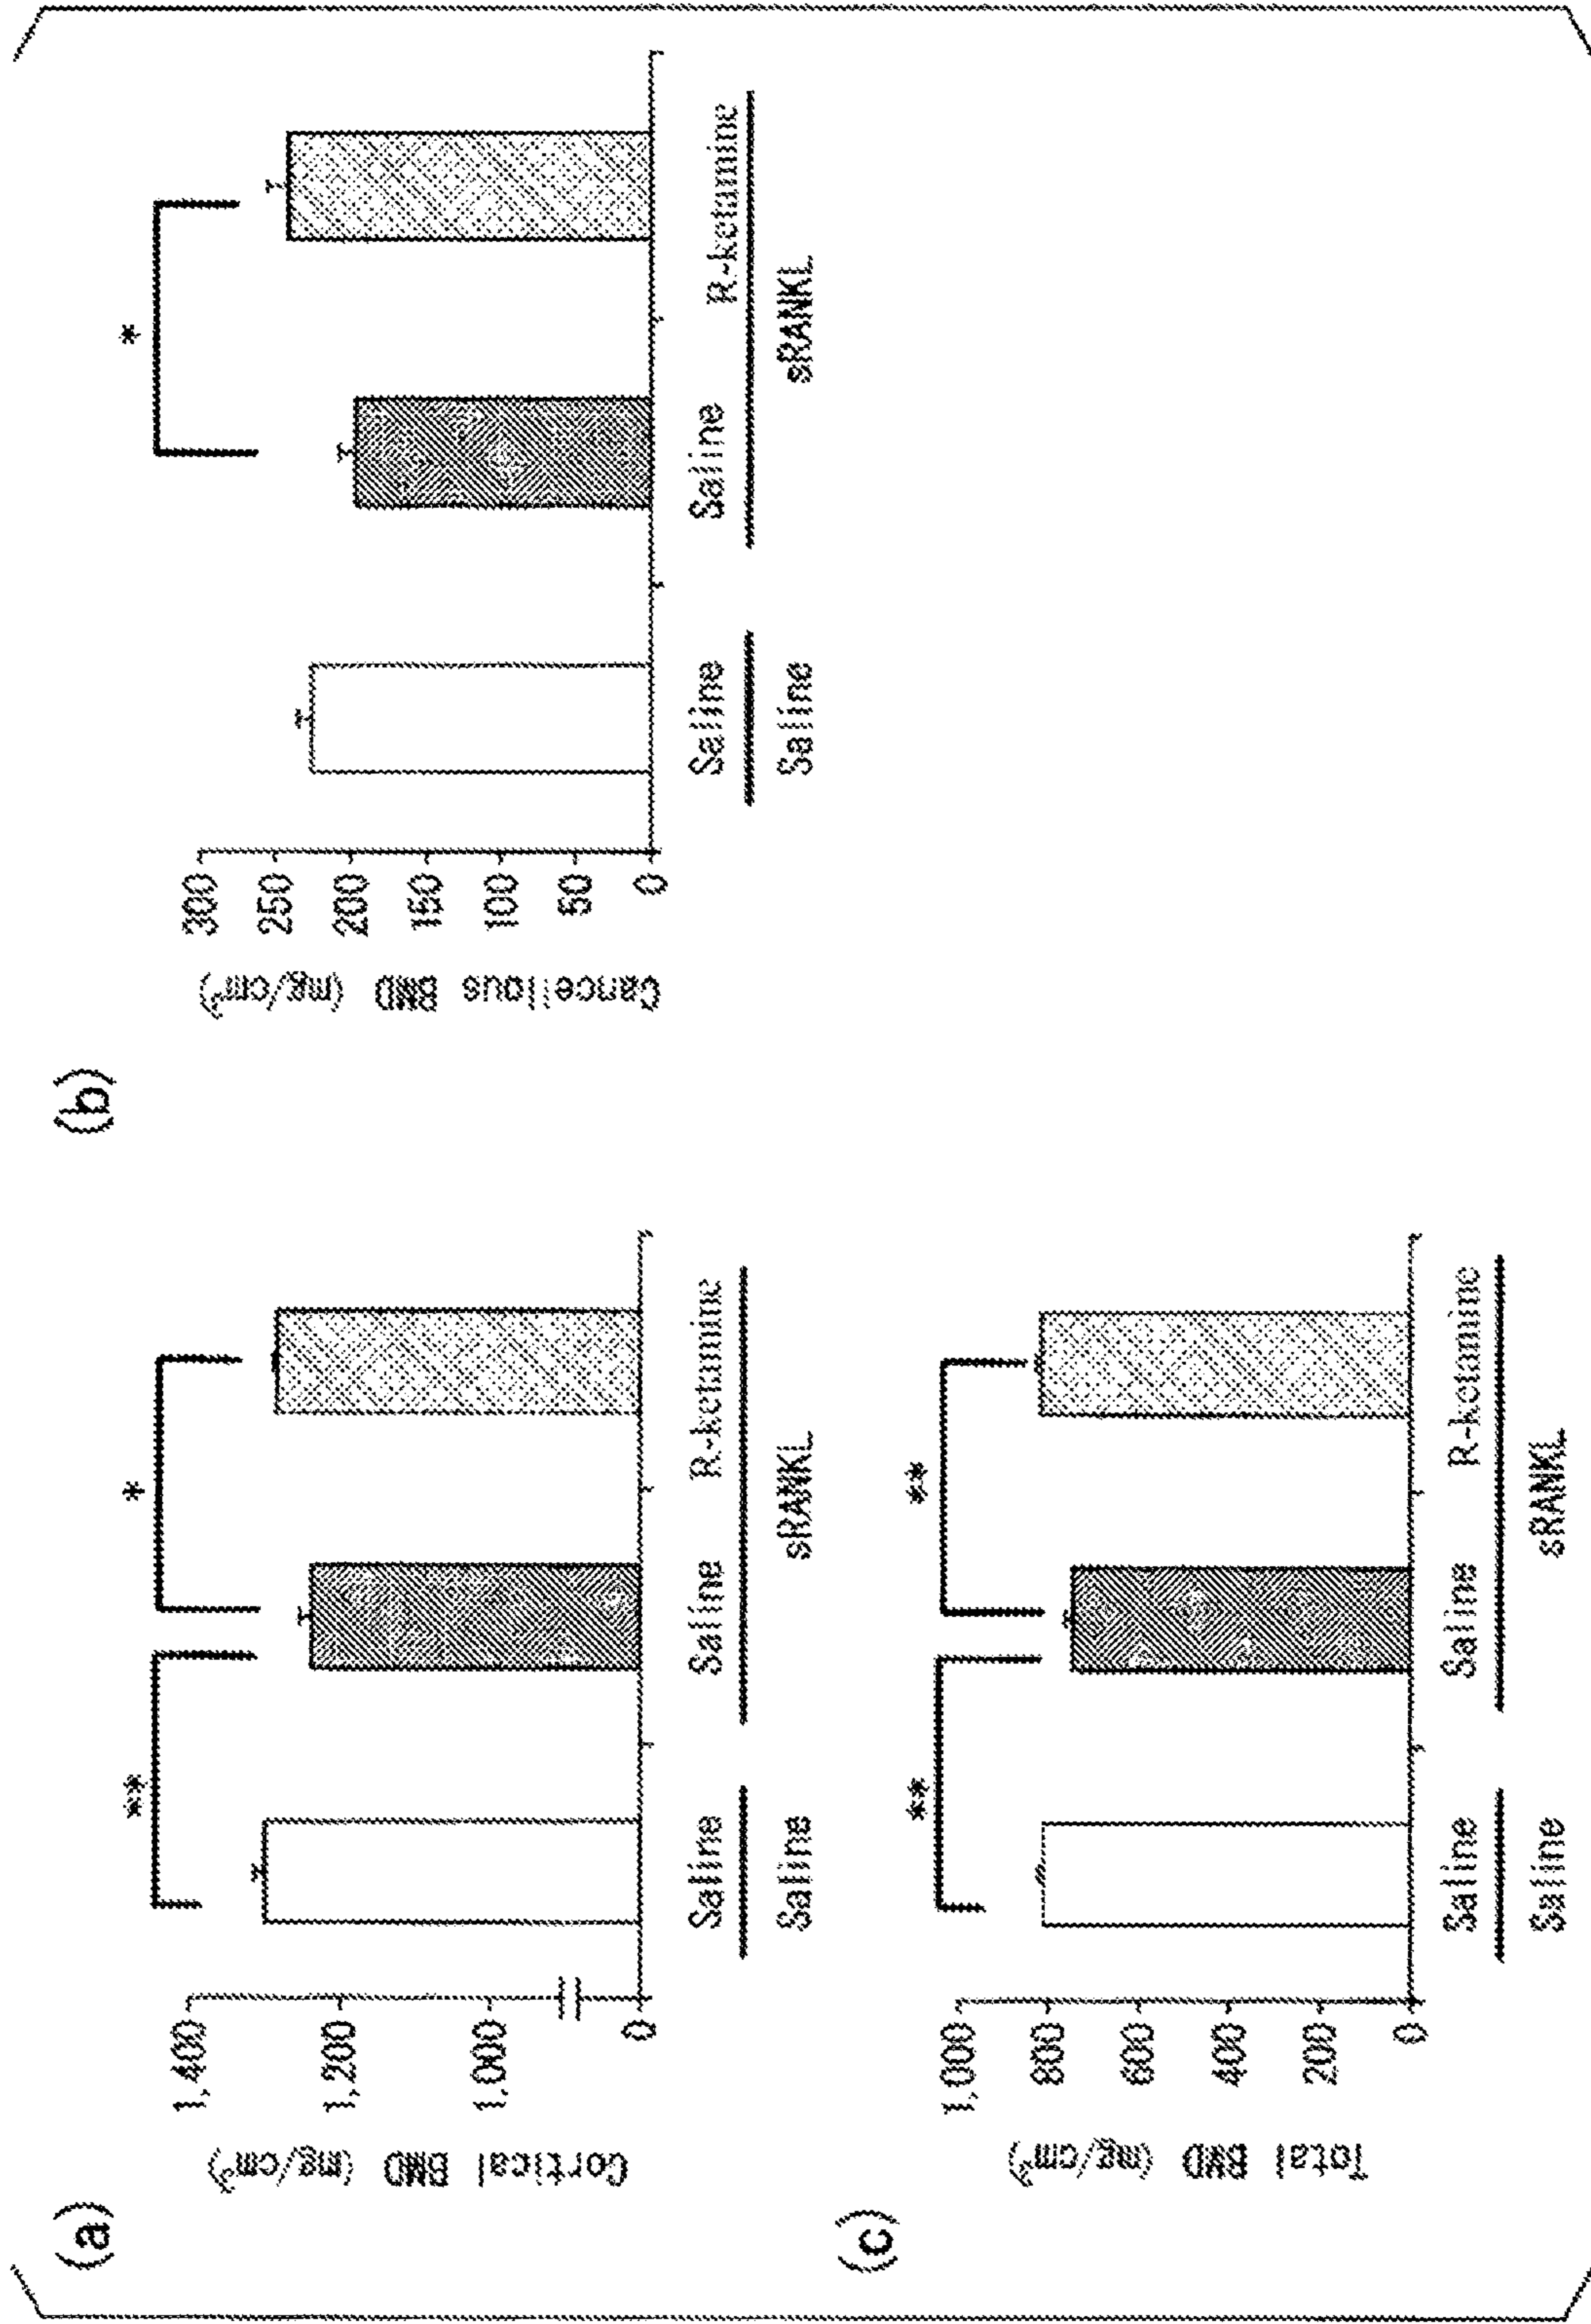 (a)
Cortical BMD (mg/cm³)
1,400
1,200
1,000
0
**
*
Saline
Saline
R-ketamine
Saline
sRANKL
(b)
Cancellous BMD (mg/cm³)
300
250
200
150
100
50
0
*
Saline
Saline
R-ketamine
Saline
sRANKL
(c)
Total BMD (mg/cm³)
1,000
800
600
400
200
0
**
**
Saline
Saline
R-ketamine
Saline
sRANKL